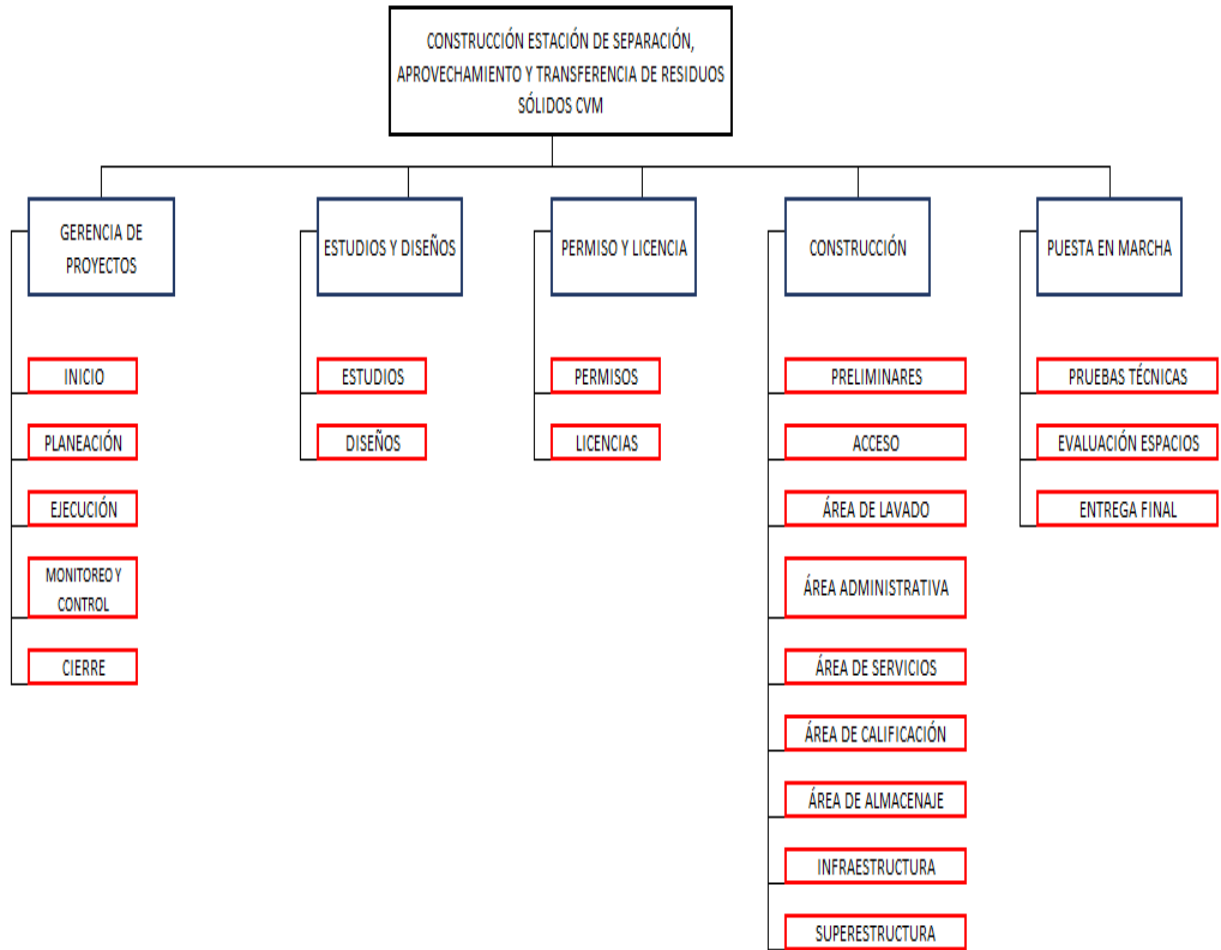 CONSTRUCCIÓN ESTACIÓN DE SEPARACIÓN,
APROVECHAMIENTO Y TRANSFERENCIA DE RESIDUOS
SÓLIDOS CVM
GERENCIA DE
PROYECTOS
ESTUDIOS Y DISEÑOS
PERMISO Y LICENCIA
CONSTRUCCIÓN
PUESTA EN MARCHA
INICIO
PLANEACIÓN
EJECUCIÓN
MONITOREO Y
CONTROL
CIERRE
ESTUDIOS
DISEÑOS
PERMISOS
LICENCIAS
PRELIMINARES
ACCESO
ÁREA DE LAVADO
ÁREA ADMINISTRATIVA
ÁREA DE SERVICIOS
ÁREA DE CALIFICACIÓN
ÁREA DE ALMACENAJE
INFRAESTRUCTURA
SUPERESTRUCTURA
PRUEBAS TÉCNICAS
EVALUACIÓN ESPACIOS
ENTREGA FINAL